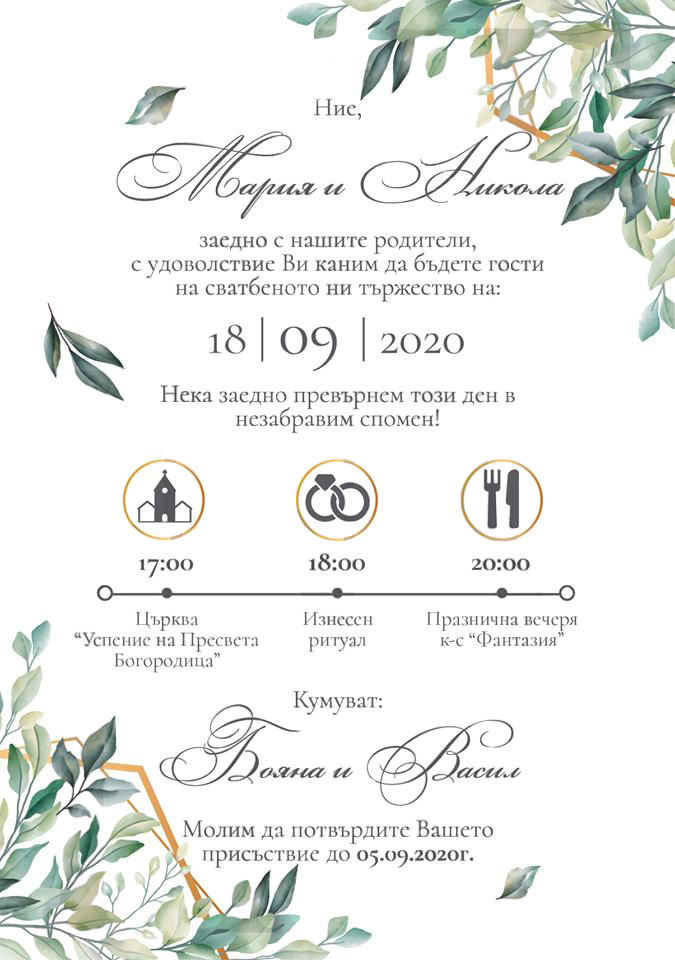 Ние,
Мария и Никола
заедно с нашите родители,
с удоволствие Ви каним да бъдете гости
на сватбеното ни тържество на:
18 | 09 | 2020
Нека заедно превърнем този ден в
незабравим спомен!
17:00
18:00
20:00
Църква
“Успение на Пресвета
Богородица”
Изнесен
ритуал
Празнична вечеря
к-с “Фантазия”
Кумуват:
Бояна и Васил
Молим да потвърдите Вашето
присъствие до 05.09.2020г.